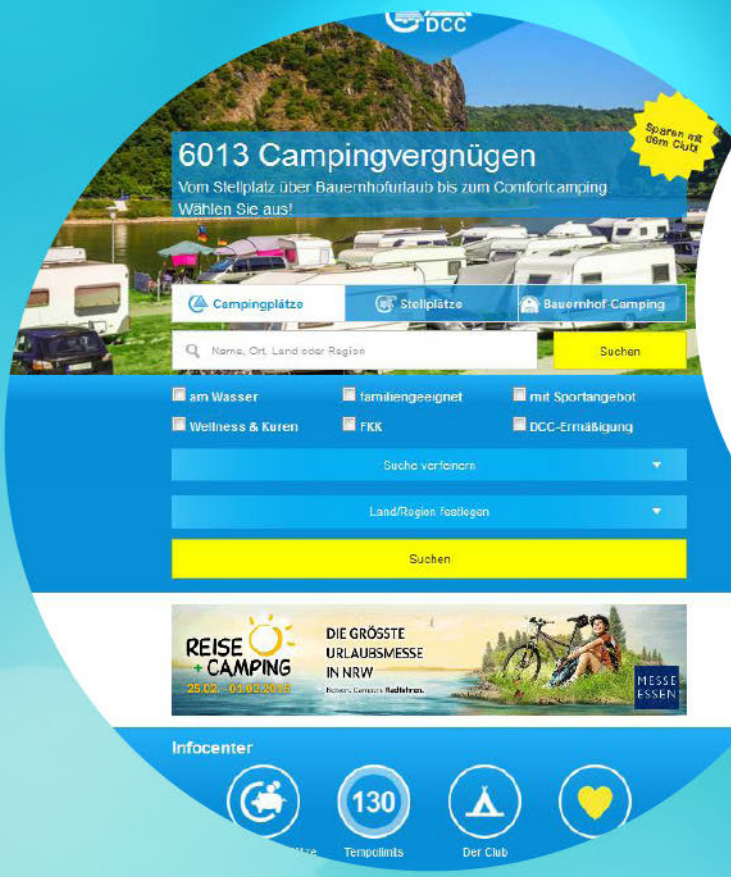 DCC
Sparen mit
dem Club!
6013 Campingvergnügen
Vom Stellplatz über Bauernhofurlaub bis zum Comfortcamping
Wählen Sie aus!
Campingplätze
Stellplätze
Bauernhof-Camping
Name, Ort, Land oder Region
Suchen
am Wasser
familiengeeignet
mit Sportangebot
Wellness & Kuren
FKK
DCC-Ermäßigung
Suche verfeinern
Land/Region festlegen
Suchen
REISE
+ CAMPING
25.02. - 01.03.2015
DIE GRÖSSTE
URLAUBSMESSE
IN NRW
Reisen. Campen. Radfahren.
MESSE
ESSEN
Infocenter
130
Tempolimits
Der Club